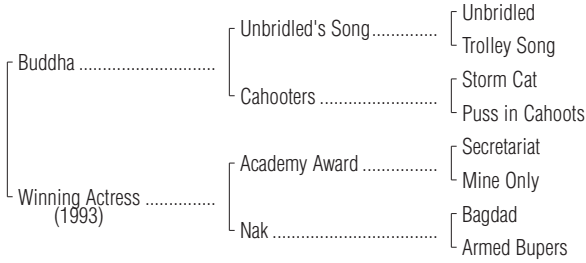 Unbridled
Unbridled's Song..............
Trolley Song
Buddha .............................
Storm Cat
Cahooters .........................
Puss in Cahoots
Secretariat
Academy Award ................
Mine Only
Winning Actress ...............
(1993)
Bagdad
Nak ...................................
Armed Bupers